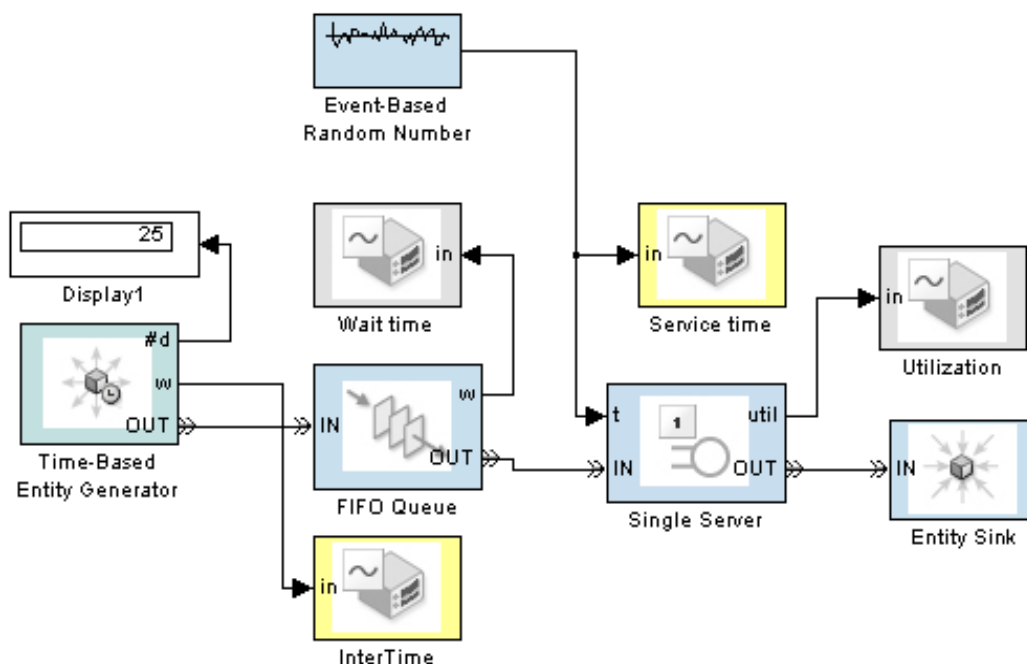 Event-Based
Random Number
25
Display1
in
Wait time
in
Service time
in
Utilization
#d
w
OUT
Time-Based
Entity Generator
IN
w
OUT
FIFO Queue
t
1
util
IN
OUT
Single Server
IN
Entity Sink
in
InterTime